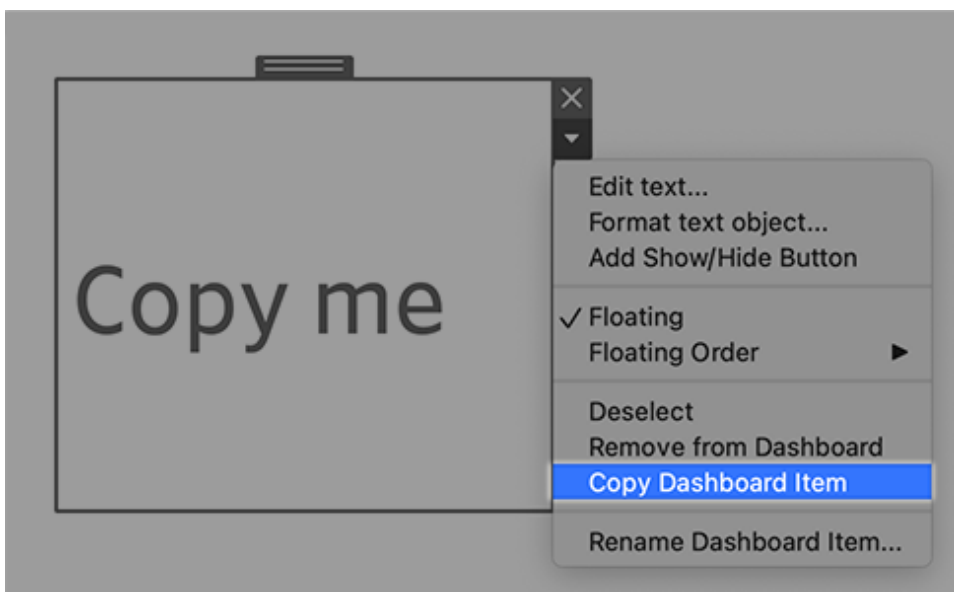 Copy me
Edit text...
Format text object...
Add Show/Hide Button
Floating
Floating Order
Deselect
Remove from Dashboard
Copy Dashboard Item
Rename Dashboard Item...